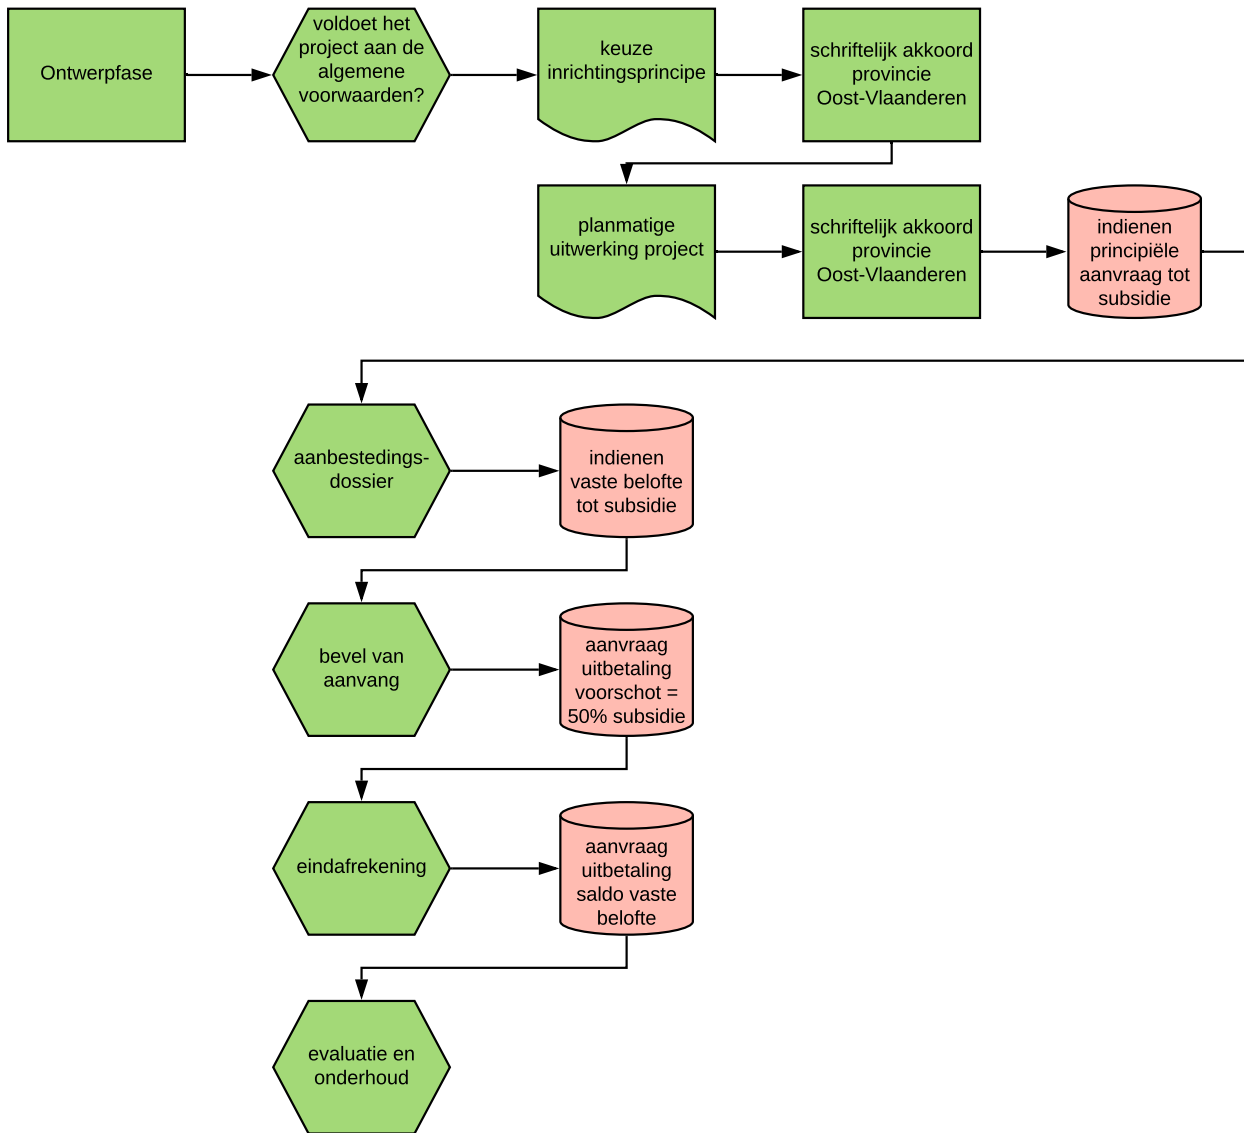 Ontwerpfase
voldoet het
project aan de
algemene
voorwaarden?
keuze
inrichtingsprincipe
schriftelijk akkoord
provincie
Oost-Vlaanderen
planmatige
uitwerking project
schriftelijk akkoord
provincie
Oost-Vlaanderen
indienen
principiële
aanvraag tot
subsidie
aanbestedings-
dossier
indienen
vaste belofte
tot subsidie
bevel van
aanvang
aanvraag
uitbetaling
voorschot =
50% subsidie
eindafrekening
aanvraag
uitbetaling
saldo vaste
belofte
evaluatie en
onderhoud